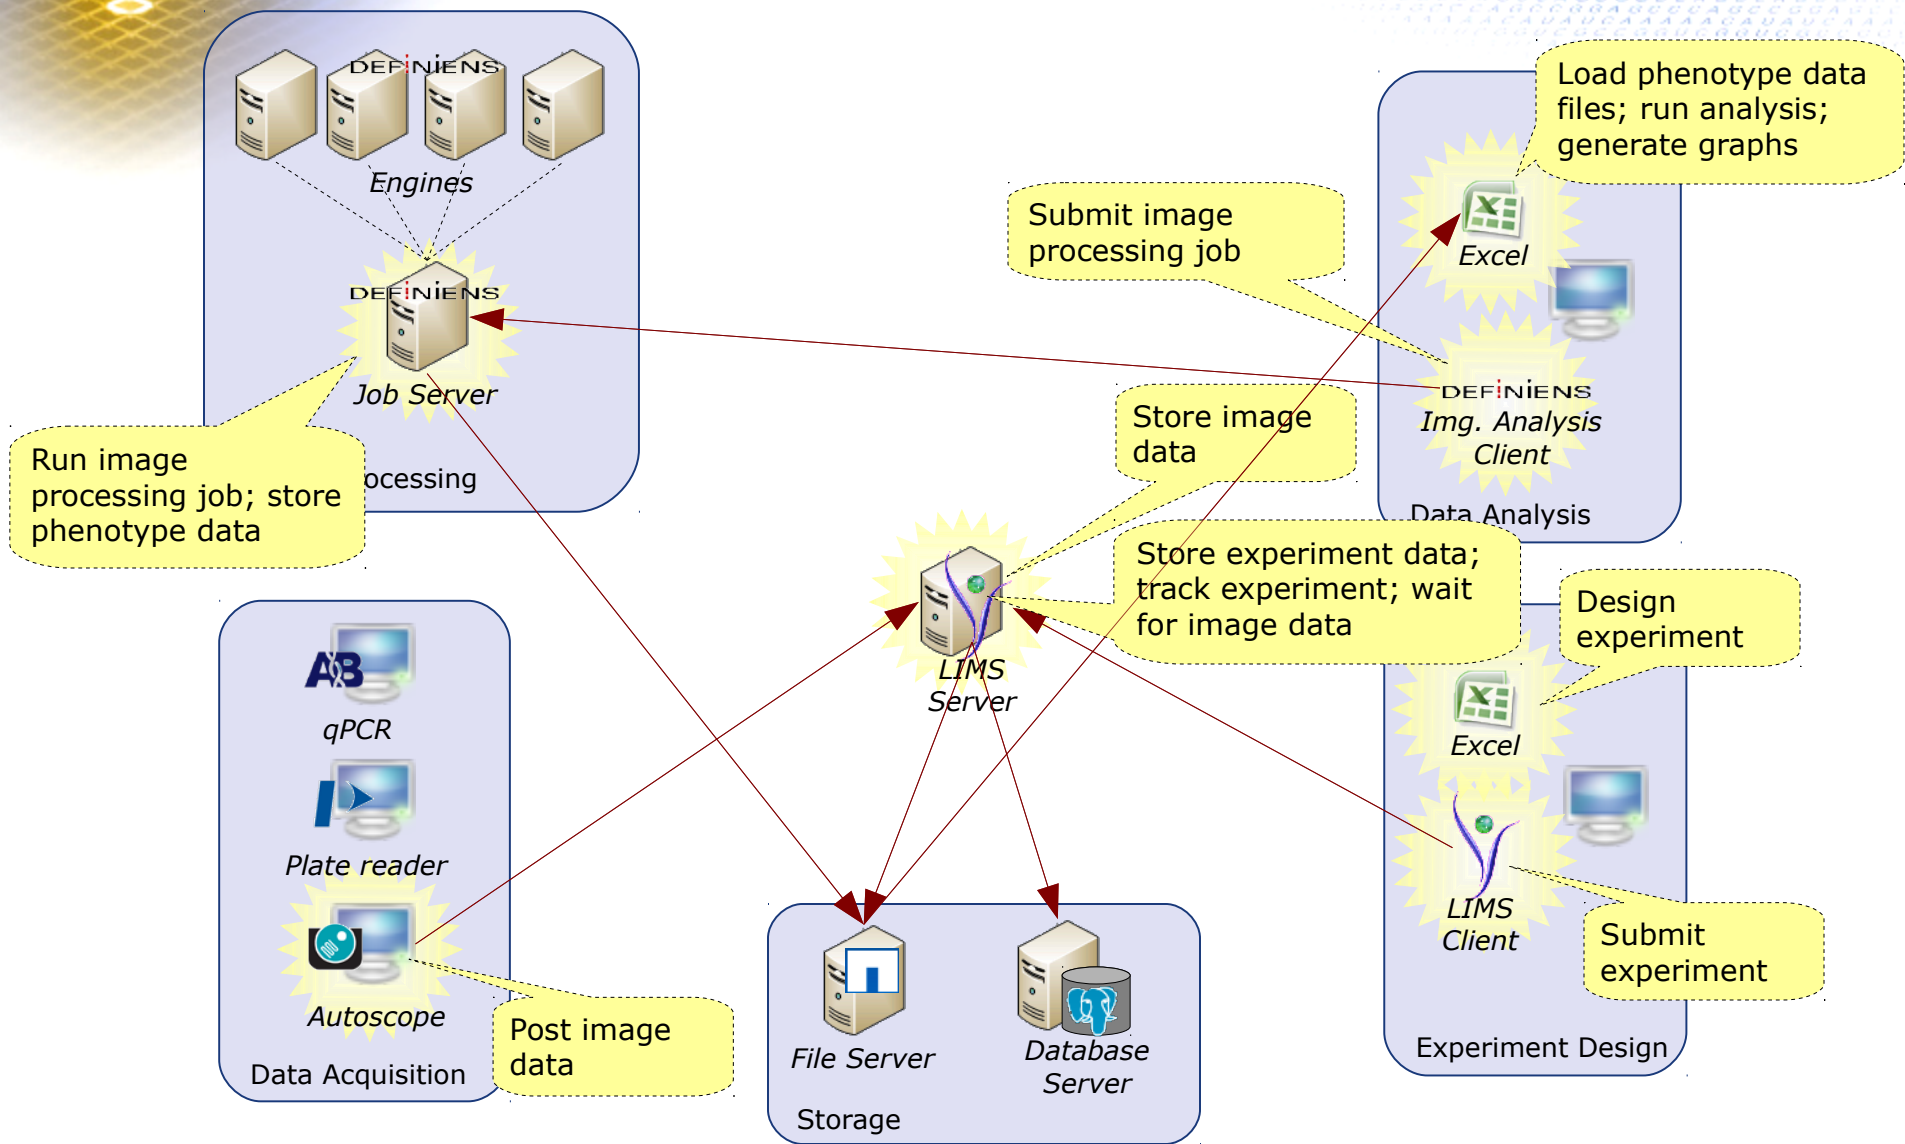 DEFINIENS
Engines
DEFINIENS
Job Server
Run image
processing job; store
phenotype data
ocessing
Load phenotype data
files; run analysis;
generate graphs
Submit image
processing job
Excel
DEFINIENS
Img. Analysis
Client
Data Analysis
Store image
data
Store experiment data;
track experiment; wait
for image data
LIMS
Server
Design
experiment
Excel
LIMS
Client
Submit
experiment
Experiment Design
AB
qPCR
Plate reader
Autoscope
Post image
data
Data Acquisition
File Server
Database
Server
Storage